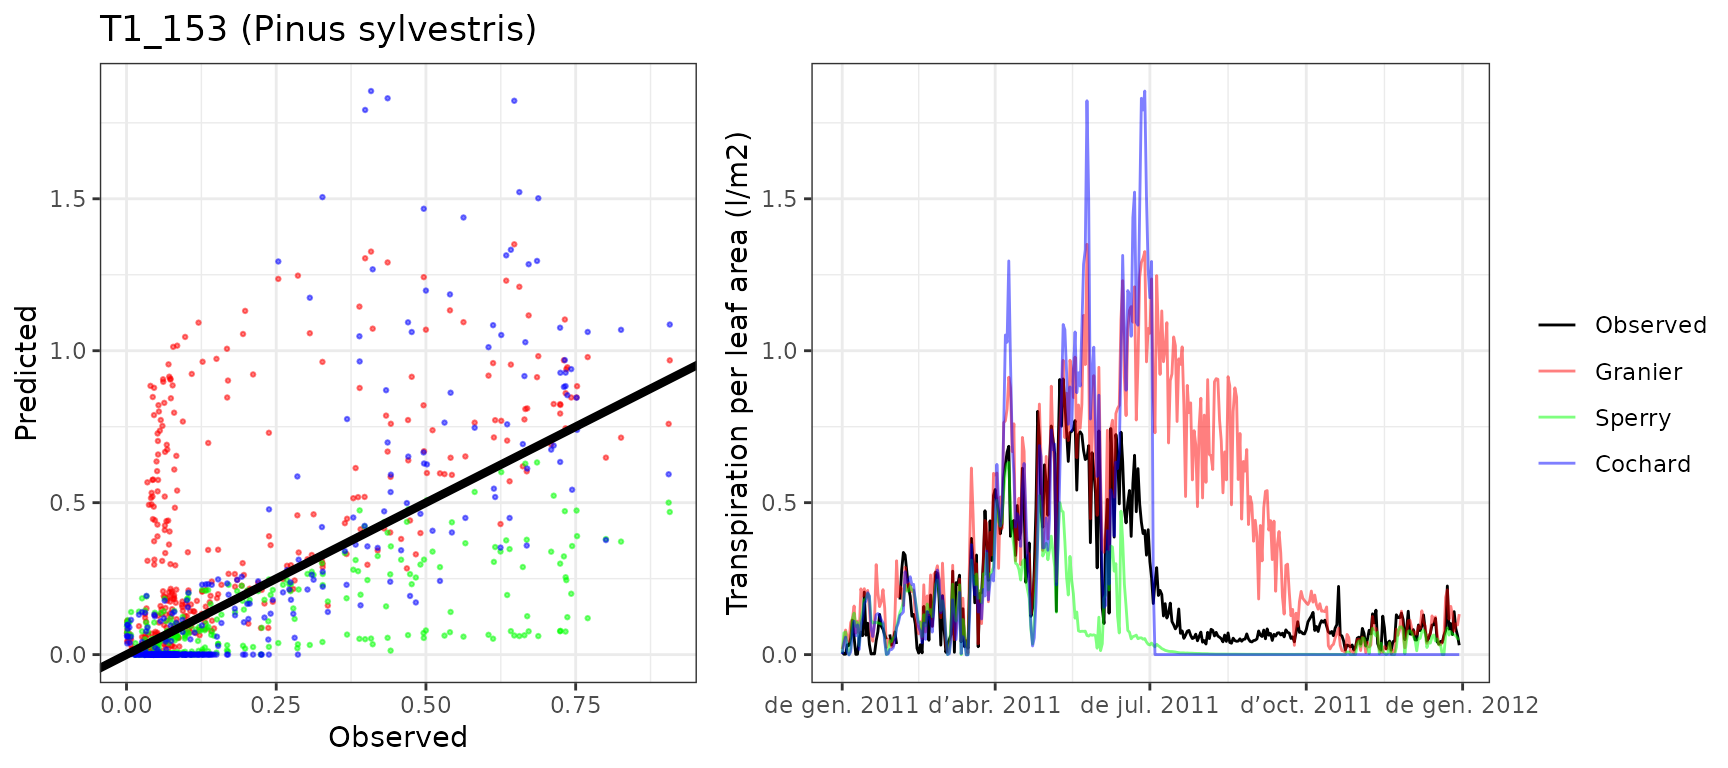 T1_153 (Pinus sylvestris)
Predicted
1.5
1.0
0.5
0.0
0.00 0.25 0.50 0.75
Observed
Transpiration per leaf area (l/m2)
1.5
1.0
0.5
0.0
de gen. 2011 d’abr. 2011 de jul. 2011 d’oct. 2011 de gen. 2012
Observed
Granier
Sperry
Cochard